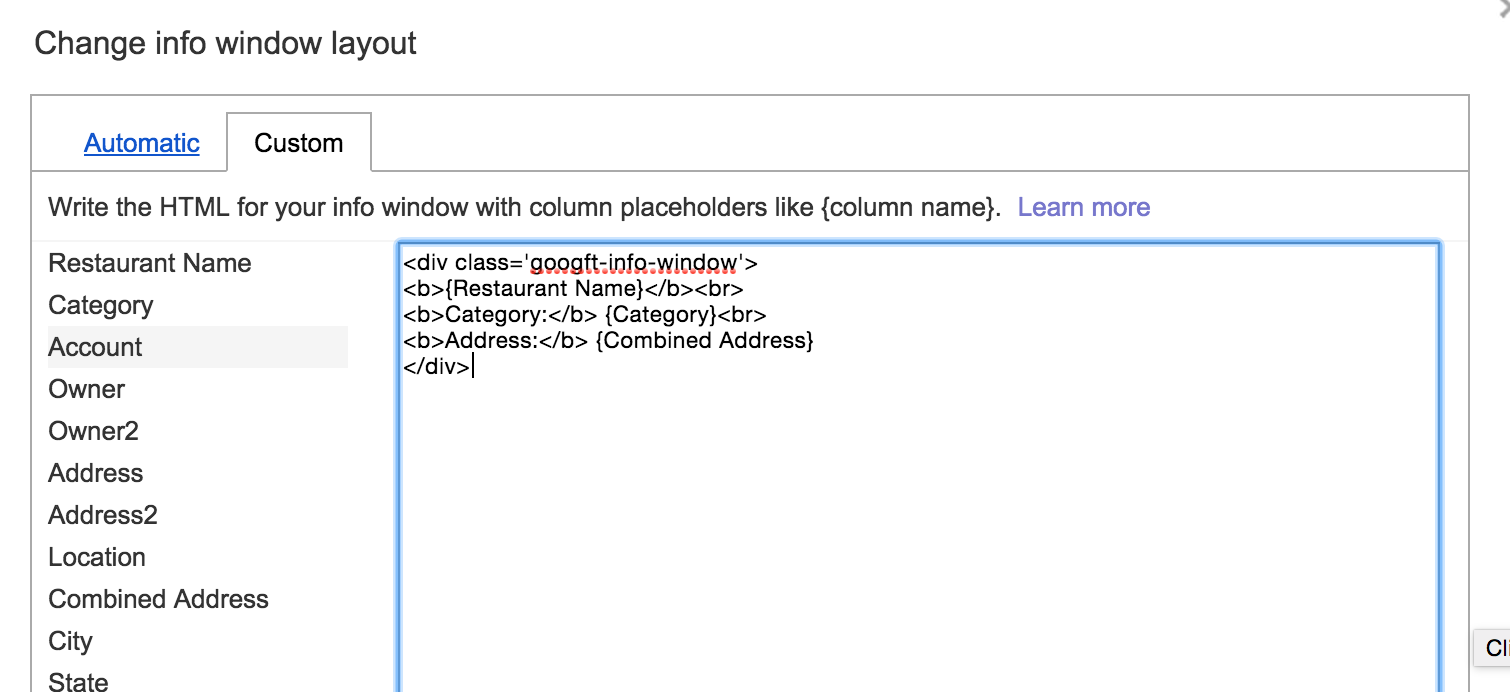 Change info window layout
Automatic
Custom
Write the HTML for your info window with column placeholders like {column name}. Learn more
Restaurant Name
Category
Account
Owner
Owner2
Address
Address2
Location
Combined Address
City
State
<div class='googft-info-window'>
<b>{Restaurant Name}</b><br>
<b>Category:</b> {Category}<br>
<b>Address:</b> {Combined Address}
</div>